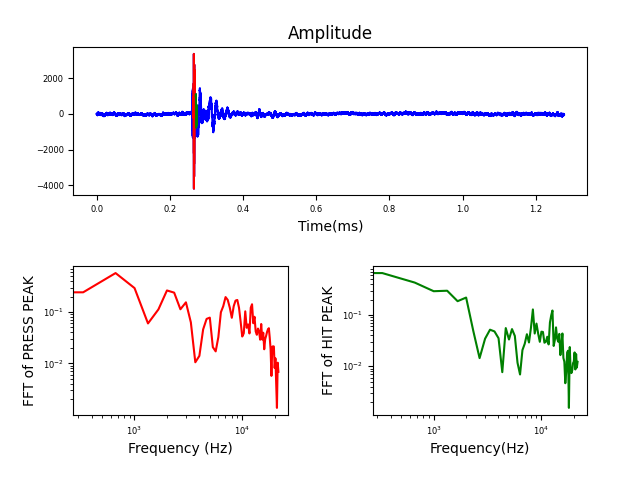 Amplitude
2000
0
−2000
−4000
0.0 0.2 0.4 0.6 0.8 1.0 1.2
Time(ms)
FFT of PRESS PEAK
10⁻¹
10⁻²
10³ 10⁴
Frequency (Hz)
FFT of HIT PEAK
10⁻¹
10⁻²
10³ 10⁴
Frequency(Hz)